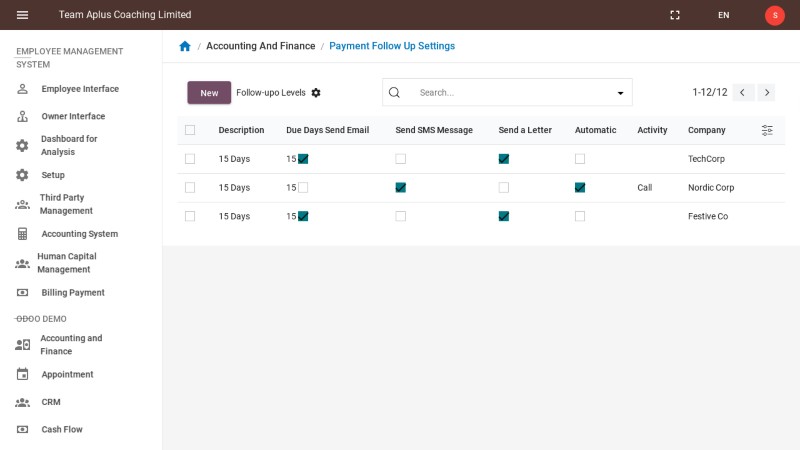 Team Aplus Coaching Limited
EN
S
EMPLOYEE MANAGEMENT
SYSTEM
Employee Interface
Owner Interface
Dashboard for
Analysis
Setup
Third Party
Management
Accounting System
Human Capital
Management
Billing Payment
ODOO DEMO
Accounting and
Finance
Appointment
CRM
Cash Flow
/ Accounting And Finance / Payment Follow Up Settings
New Follow-upo Levels Search... 1-12/12
Description Due Days Send Email Send SMS Message Send a Letter Automatic Activity Company
15 Days 15 TechCorp
15 Days 15 Call Nordic Corp
15 Days 15 Festive Co